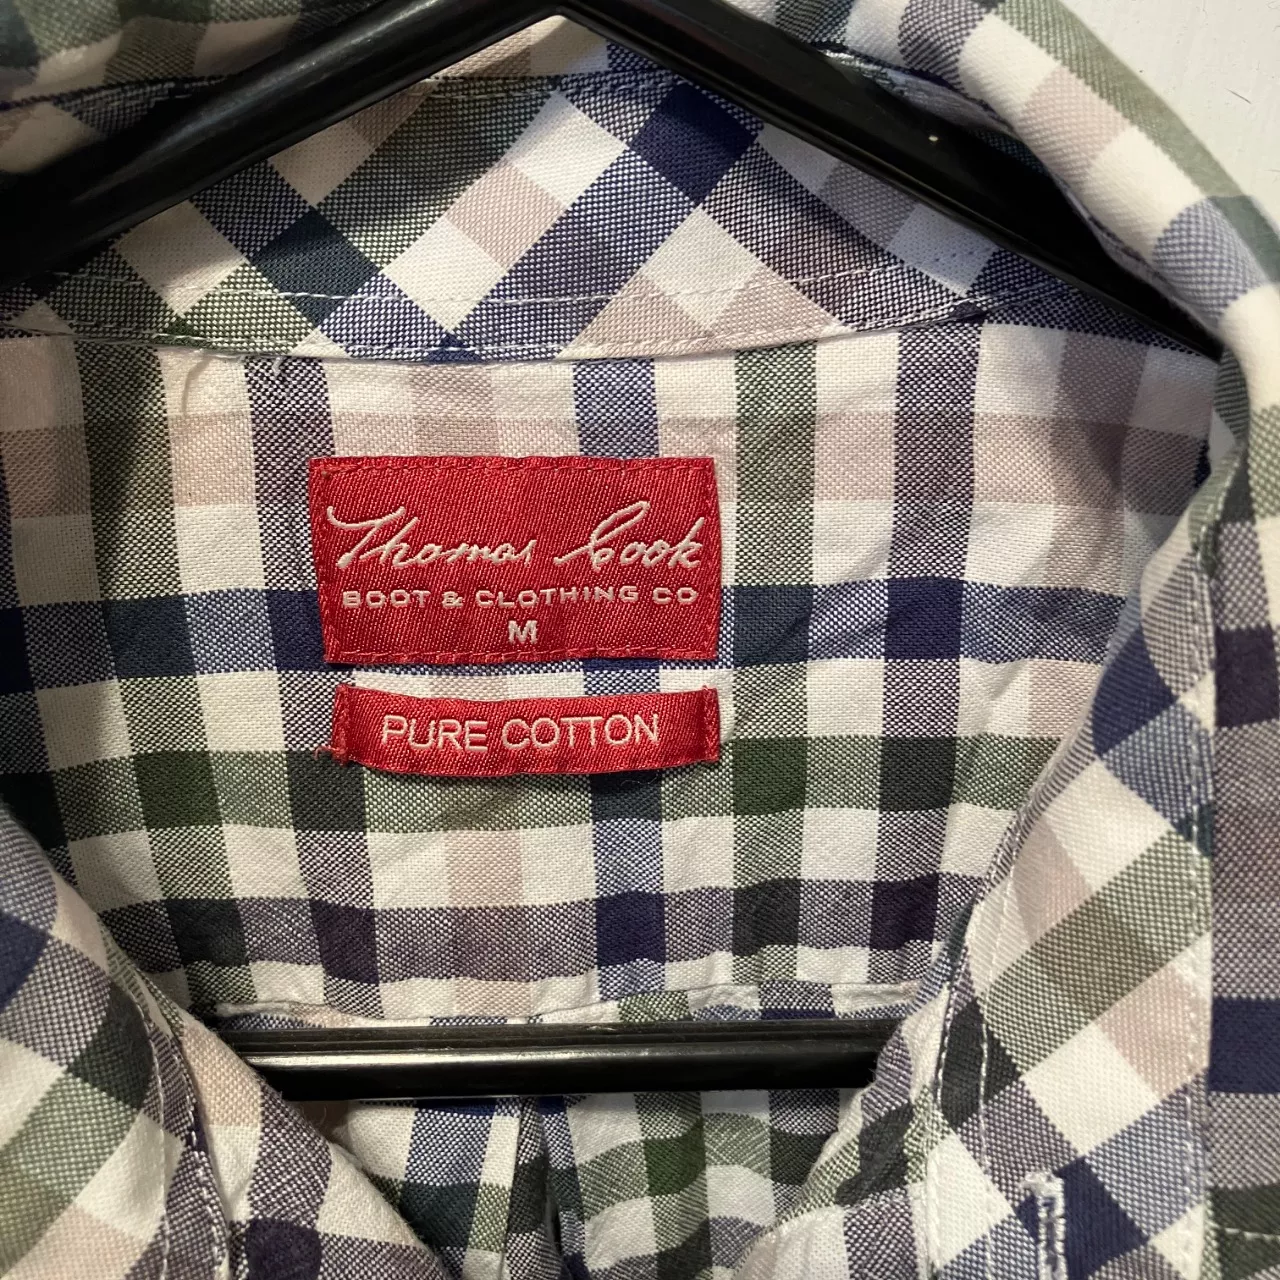 Thomas Cook
BOOT & CLOTHING CO
M
PURE COTTON